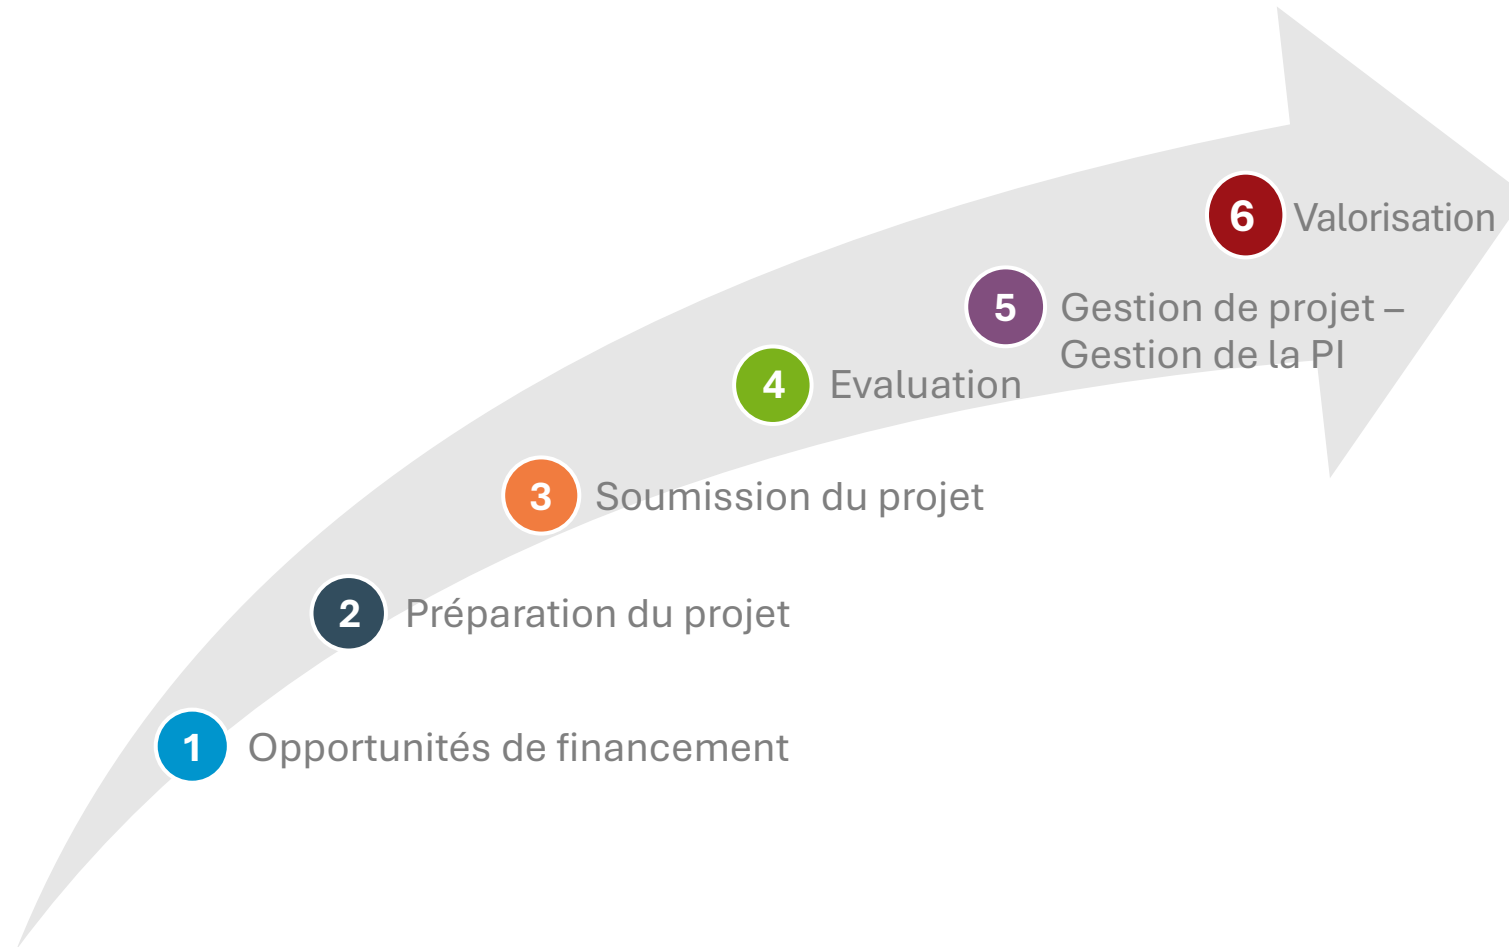 6 Valorisation
5 Gestion de projet –
Gestion de la PI
4 Evaluation
3 Soumission du projet
2 Préparation du projet
1 Opportunités de financement